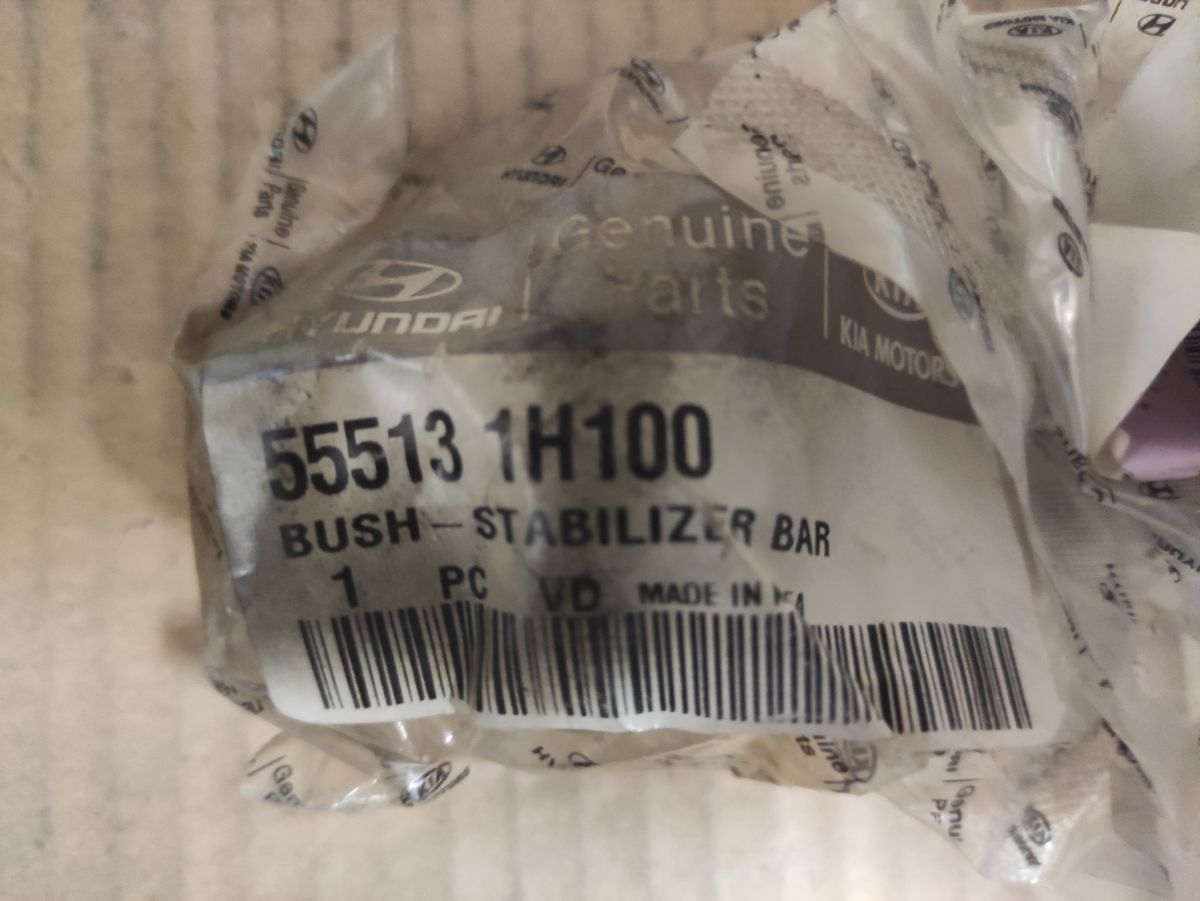 HYUNDAI
Genuine
Parts
KIA MOTORS
55513 1H100
BUSH-STABILIZER BAR
1 PC VD MADE IN